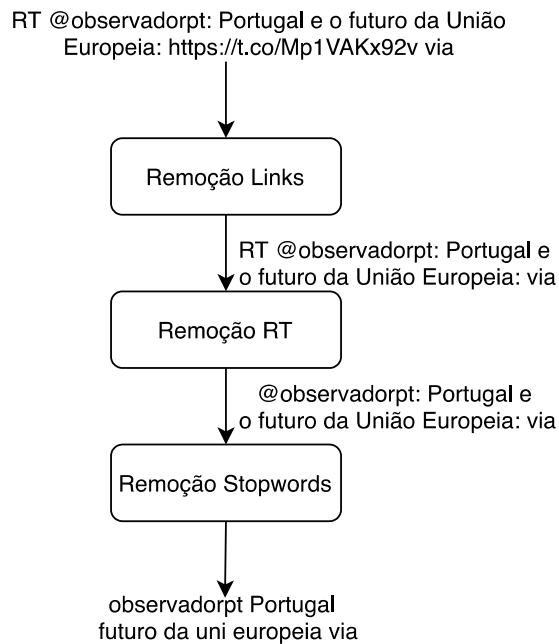 RT @observadorpt: Portugal e o futuro da União
Europeia: https://t.co/Mp1VAKx92v via
Remoção Links
RT @observadorpt: Portugal e
o futuro da União Europeia: via
Remoção RT
@observadorpt: Portugal e
o futuro da União Europeia: via
Remoção Stopwords
observadorpt Portugal
futuro da uni europeia via